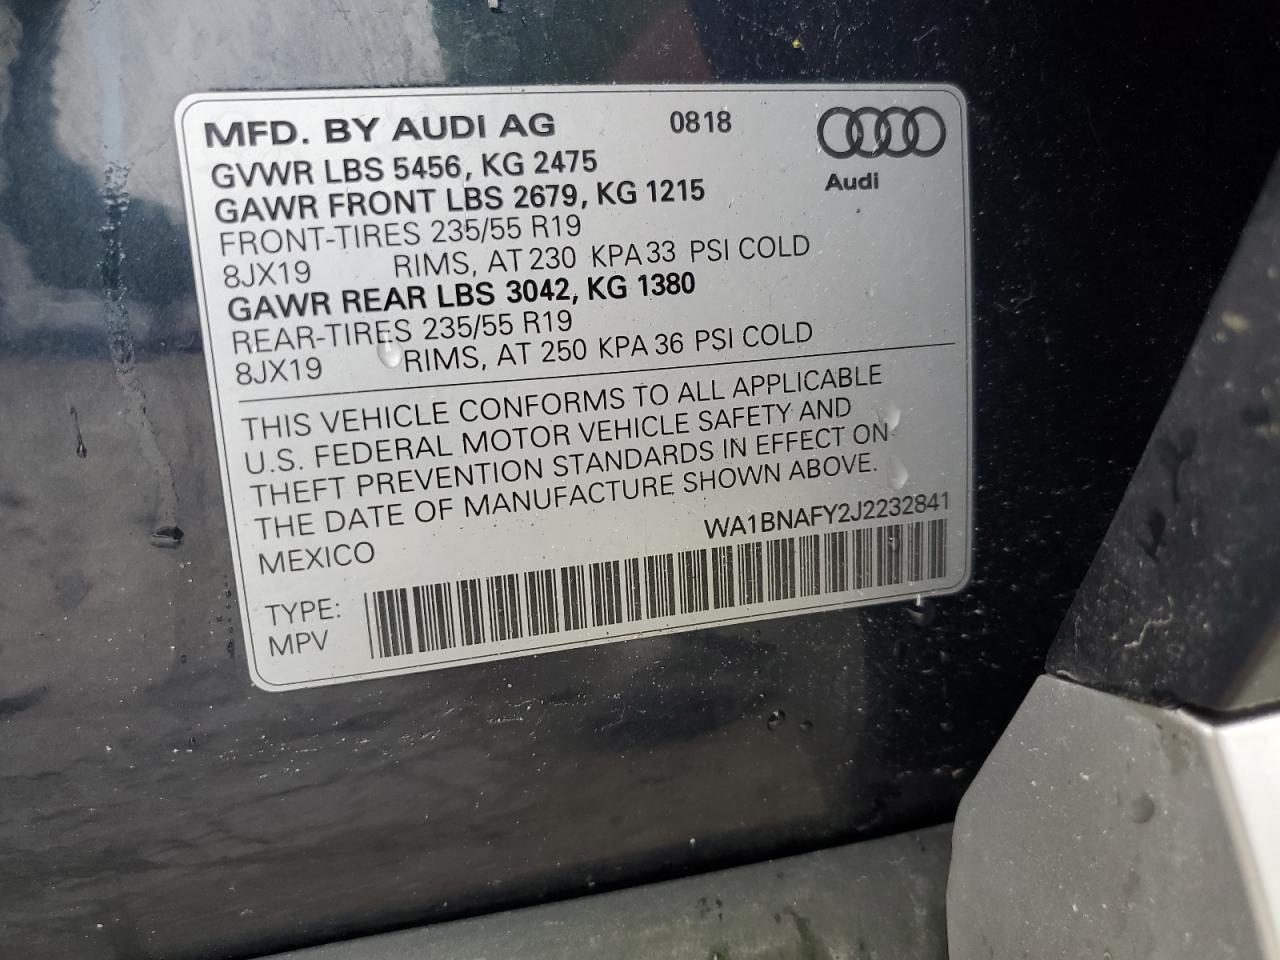 MFD. BY AUDI AG 0818
Audi
GVWR LBS 5456, KG 2475
GAWR FRONT LBS 2679, KG 1215
FRONT-TIRES 235/55 R19
8JX19 RIMS, AT 230 KPA 33 PSI COLD
GAWR REAR LBS 3042, KG 1380
REAR-TIRES 235/55 R19
8JX19 RIMS, AT 250 KPA 36 PSI COLD
THIS VEHICLE CONFORMS TO ALL APPLICABLE
U.S. FEDERAL MOTOR VEHICLE SAFETY AND
THEFT PREVENTION STANDARDS IN EFFECT ON
THE DATE OF MANUFACTURE SHOWN ABOVE.
MEXICO WA1BNAFY2J2232841
TYPE:
MPV